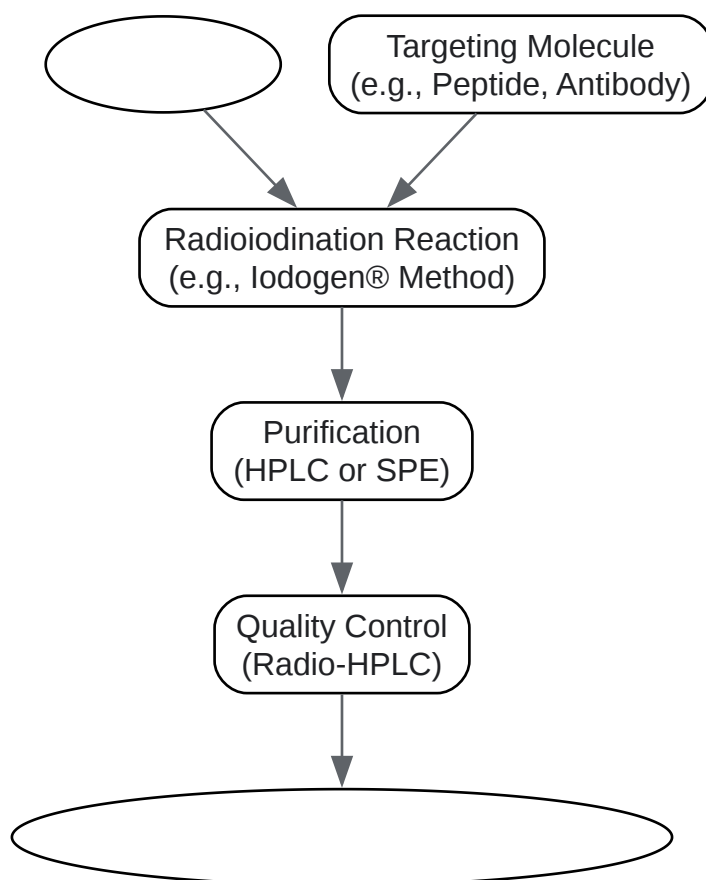 Targeting Molecule
(e.g., Peptide, Antibody)
Radioiodination Reaction
(e.g., Iodogen® Method)
Purification
(HPLC or SPE)
Quality Control
(Radio-HPLC)